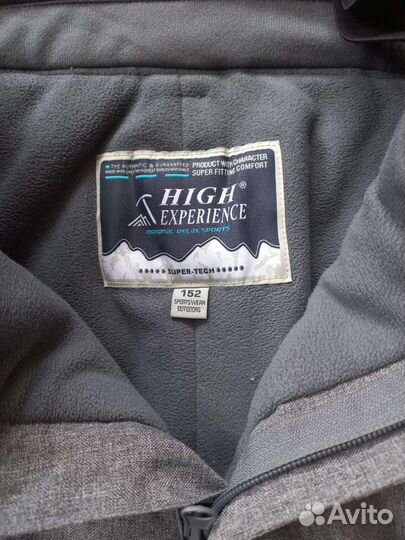 THE AUTHENTIC & GUARANTEED
PRODUCT WITH CHARACTER
SUPER FITTING COMFORT
HIGH®
EXPERIENCE
ORIGINAL RELAX SPORTS
SUPER-TECH
152
SPORTSWEAR
OUTDOORS
Avito